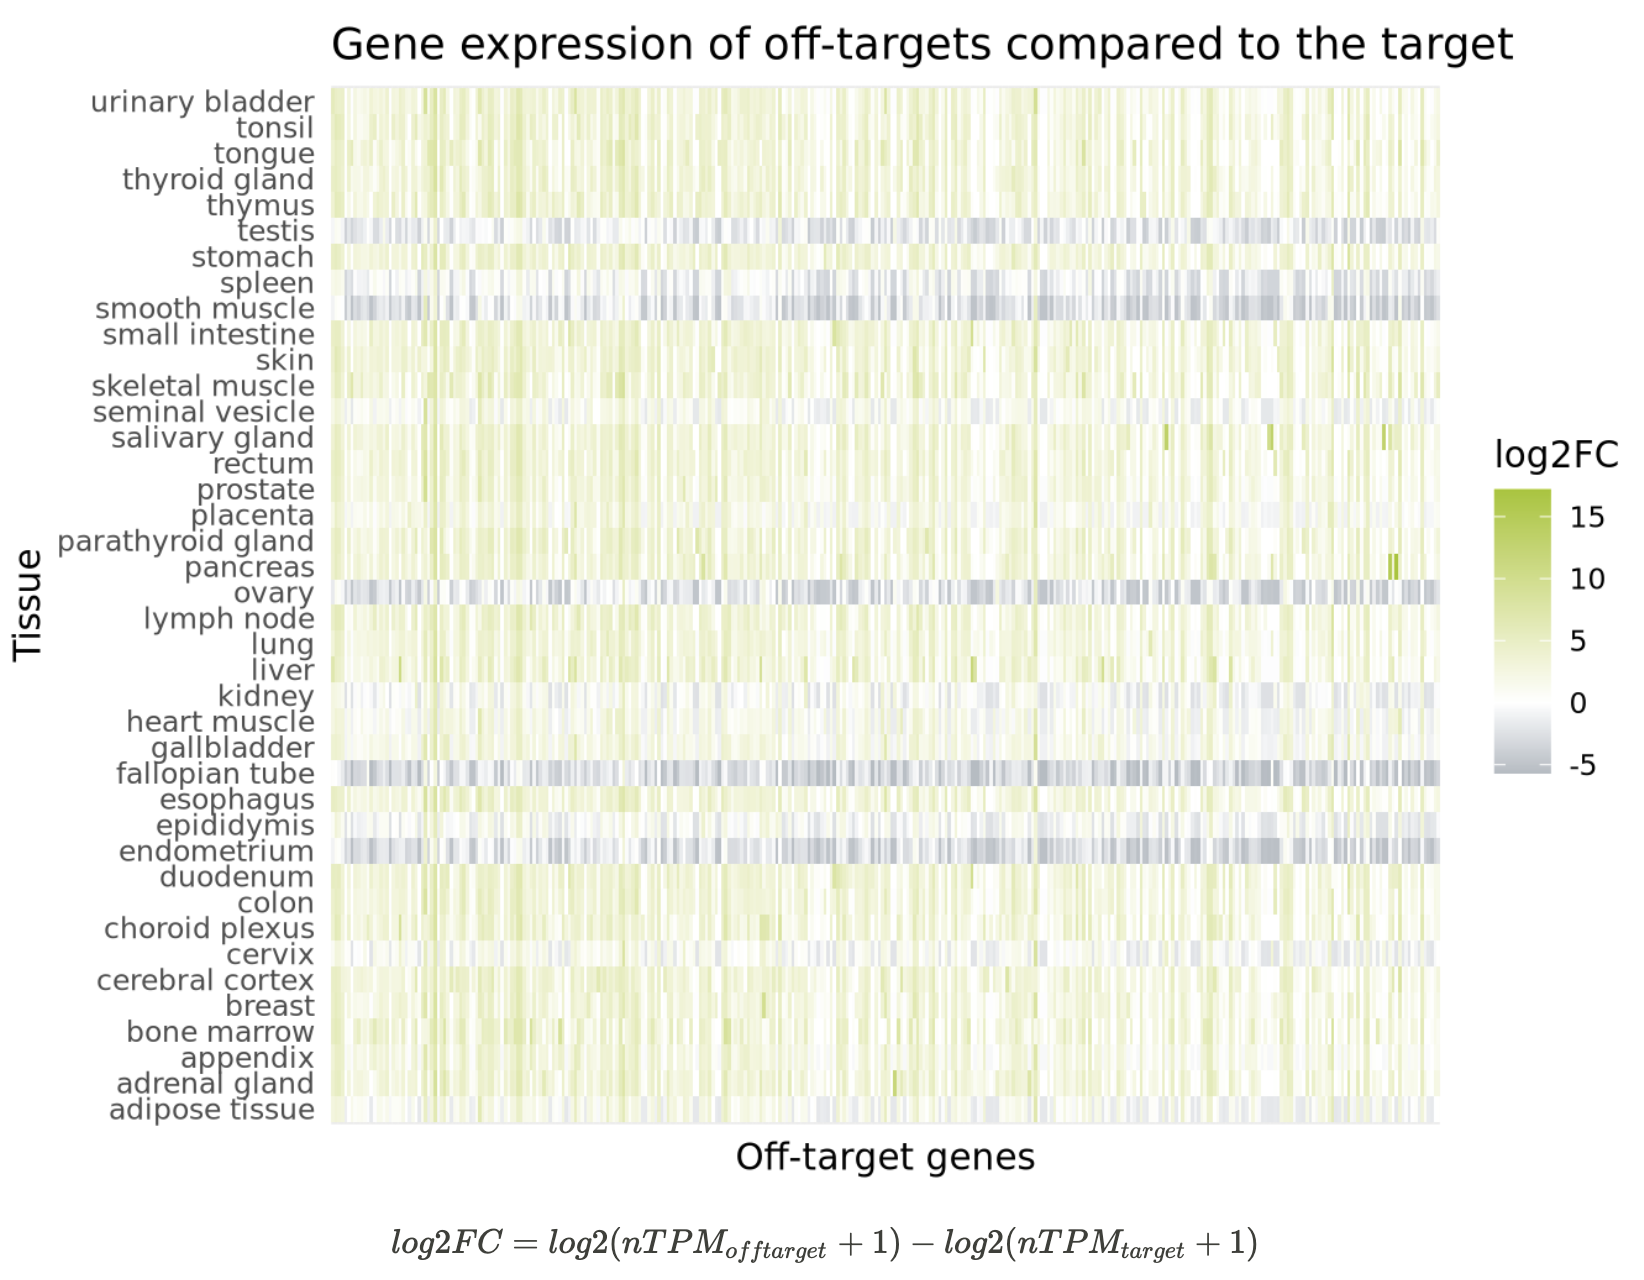 Gene expression of off-targets compared to the target
urinary bladder
tonsil
tongue
thyroid gland
thymus
testis
stomach
spleen
smooth muscle
small intestine
skin
skeletal muscle
seminal vesicle
salivary gland
rectum
prostate
placenta
parathyroid gland
pancreas
ovary
lymph node
lung
liver
kidney
heart muscle
gallbladder
fallopian tube
esophagus
epididymis
endometrium
duodenum
colon
choroid plexus
cervix
cerebral cortex
breast
bone marrow
appendix
adrenal gland
adipose tissue
Tissue
Off-target genes
log2FC
15
10
5
0
-5
log2FC = log2(nTPM_offtarget + 1) − log2(nTPM_target + 1)